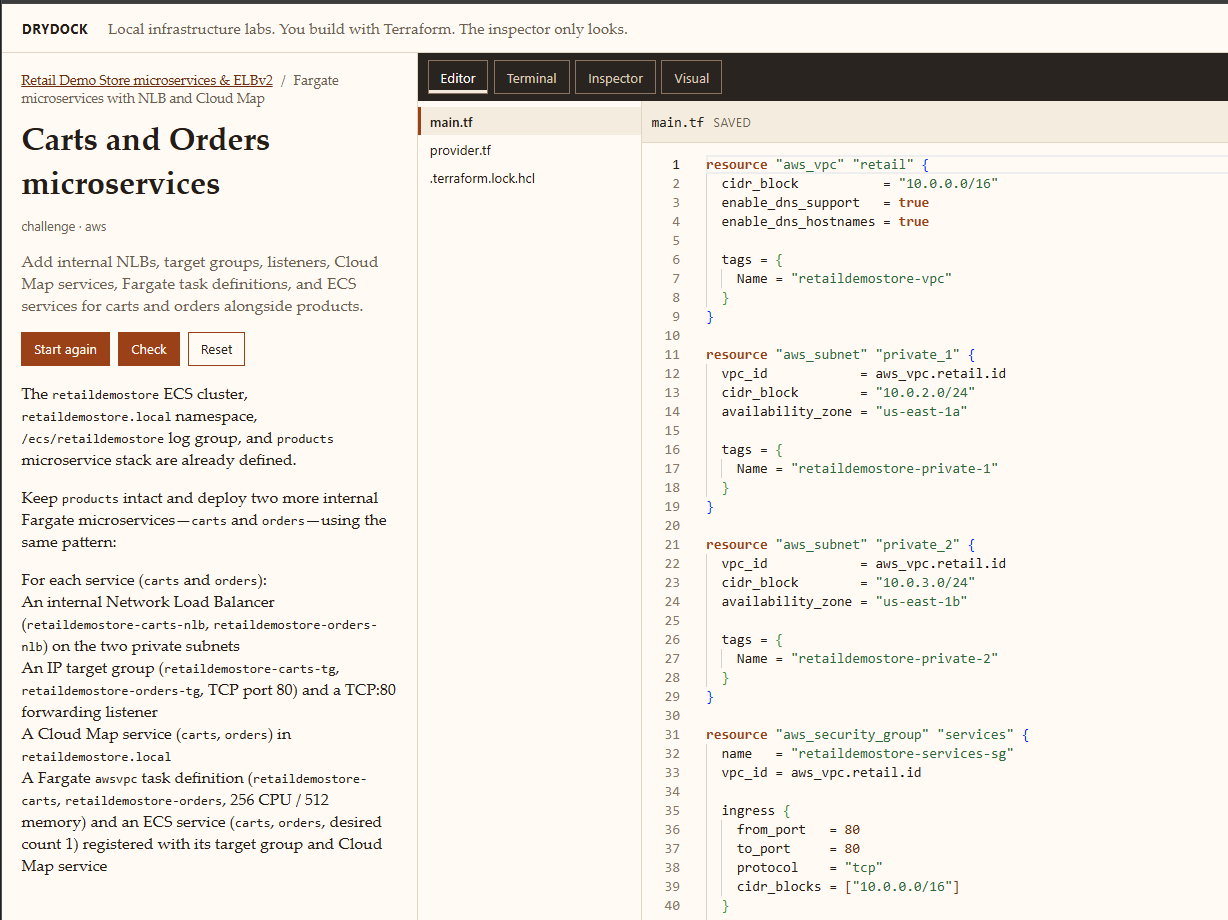 DRYDOCK Local infrastructure labs. You build with Terraform. The inspector only looks.
Retail Demo Store microservices & ELBv2 / Fargate
microservices with NLB and Cloud Map
Carts and Orders
microservices
challenge · aws
Add internal NLBs, target groups, listeners, Cloud
Map services, Fargate task definitions, and ECS
services for carts and orders alongside products.
Start again Check Reset
The retaildemostore ECS cluster,
retaildemostore.local namespace,
/ecs/retaildemostore log group, and products
microservice stack are already defined.
Keep products intact and deploy two more internal
Fargate microservices—carts and orders—using the
same pattern:
For each service (carts and orders):
An internal Network Load Balancer
(retaildemostore-carts-nlb, retaildemostore-orders-
nlb) on the two private subnets
An IP target group (retaildemostore-carts-tg,
retaildemostore-orders-tg, TCP port 80) and a TCP:80
forwarding listener
A Cloud Map service (carts, orders) in
retaildemostore.local
A Fargate awsvpc task definition (retaildemostore-
carts, retaildemostore-orders, 256 CPU / 512
memory) and an ECS service (carts, orders, desired
count 1) registered with its target group and Cloud
Map service
Editor Terminal Inspector Visual
main.tf
provider.tf
.terraform.lock.hcl
main.tf SAVED
1 resource "aws_vpc" "retail" {
2 cidr_block = "10.0.0.0/16"
3 enable_dns_support = true
4 enable_dns_hostnames = true
5
6 tags = {
7 Name = "retaildemostore-vpc"
8 }
9 }
10
11 resource "aws_subnet" "private_1" {
12 vpc_id = aws_vpc.retail.id
13 cidr_block = "10.0.2.0/24"
14 availability_zone = "us-east-1a"
15
16 tags = {
17 Name = "retaildemostore-private-1"
18 }
19 }
20
21 resource "aws_subnet" "private_2" {
22 vpc_id = aws_vpc.retail.id
23 cidr_block = "10.0.3.0/24"
24 availability_zone = "us-east-1b"
25
26 tags = {
27 Name = "retaildemostore-private-2"
28 }
29 }
30
31 resource "aws_security_group" "services" {
32 name = "retaildemostore-services-sg"
33 vpc_id = aws_vpc.retail.id
34
35 ingress {
36 from_port = 80
37 to_port = 80
38 protocol = "tcp"
39 cidr_blocks = ["10.0.0.0/16"]
40 }